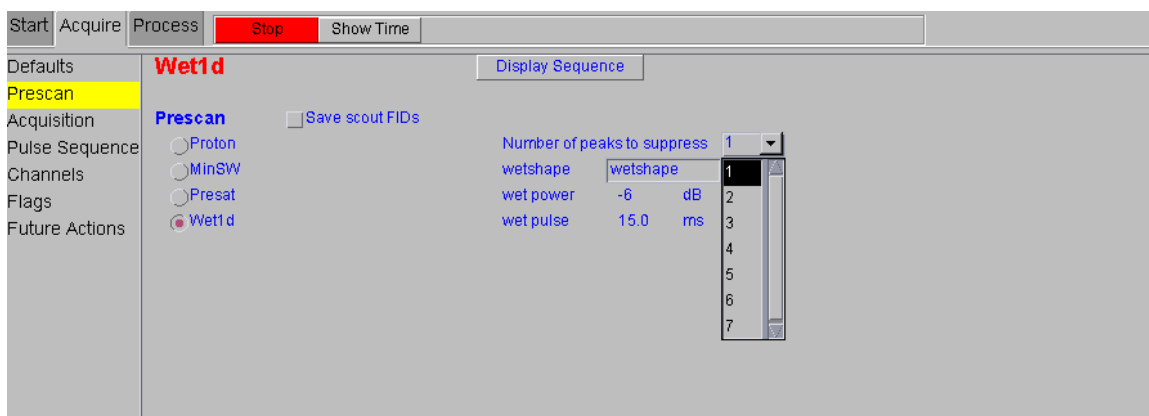 Start Acquire Process Stop Show Time
Defaults
Prescan
Acquisition
Pulse Sequence
Channels
Flags
Future Actions
Wet1d
Display Sequence
Prescan
Save scout FIDs
Proton
MinSW
Presat
Wet1d
Number of peaks to suppress 1
wetshape wetshape
wet power -6 dB
wet pulse 15.0 ms
1
2
3
4
5
6
7